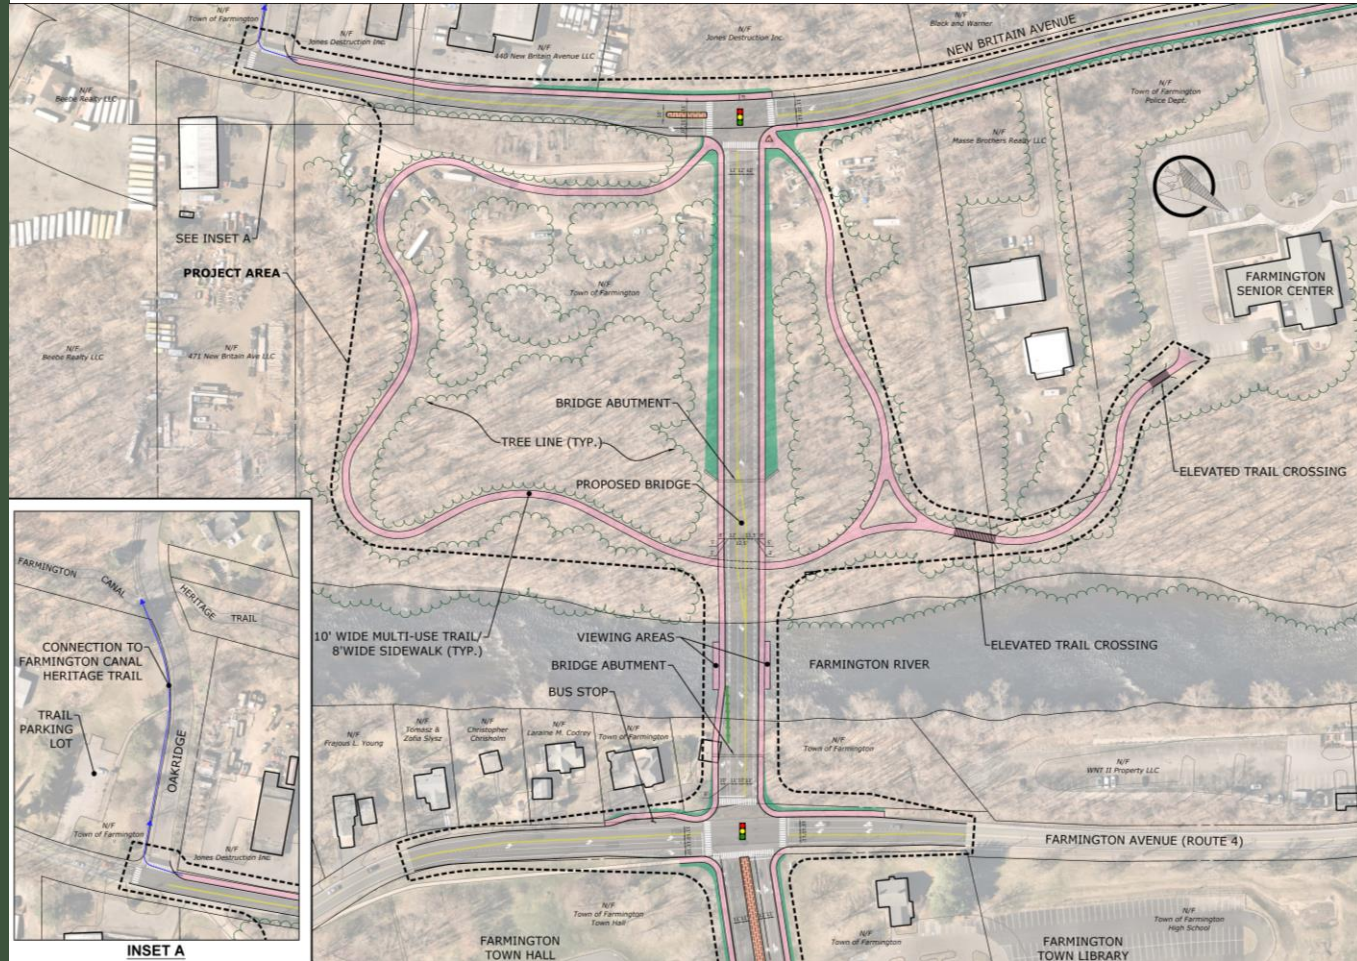 N/F
Town of Farmington
N/F
Jones Destruction Inc.
N/F
440 New Britain Avenue LLC
N/F
Jones Destruction Inc.
N/F
Black and Warner
NEW BRITAIN AVENUE
N/F
Beebe Realty LLC
N/F
Town of Farmington
Police Dept.
N/F
Masse Brothers Realty LLC
SEE INSET A
PROJECT AREA
N/F
Town of Farmington
FARMINGTON
SENIOR CENTER
N/F
Beebe Realty LLC
N/F
471 New Britain Ave LLC
BRIDGE ABUTMENT
TREE LINE (TYP.)
PROPOSED BRIDGE
ELEVATED TRAIL CROSSING
10' WIDE MULTI-USE TRAIL/
8'WIDE SIDEWALK (TYP.)
VIEWING AREAS
BRIDGE ABUTMENT
BUS STOP
FARMINGTON RIVER
ELEVATED TRAIL CROSSING
N/F
Frajous L. Young
N/F
Tomasz &
Zofia Slysz
N/F
Christopher
Chrisholm
N/F
Laraine M. Codrey
N/F
Town of Farmington
N/F
Town of Farmington
N/F
WNT II Property LLC
FARMINGTON AVENUE (ROUTE 4)
N/F
Town of Farmington
Town Hall
FARMINGTON
TOWN HALL
N/F
Town of Farmington
FARMINGTON
TOWN LIBRARY
N/F
Town of Farmington
High School
FARMINGTON
CANAL
HERITAGE
TRAIL
CONNECTION TO
FARMINGTON CANAL
HERITAGE TRAIL
TRAIL
PARKING
LOT
OAKRIDGE
N/F
Town of Farmington
N/F
Jones Destruction Inc.
INSET A